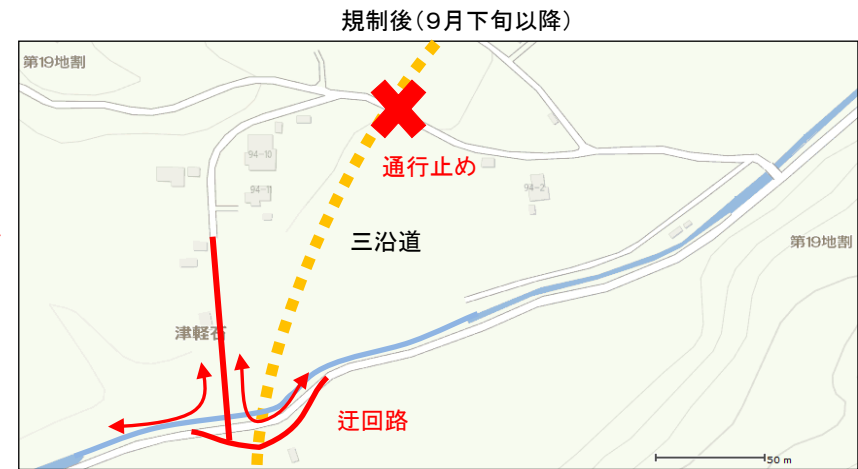 規制後（９月下旬以降）
第19地割
94-10
通行止め
94-11
94-2
三沿道
第19地割
津軽石
迂回路
50 m